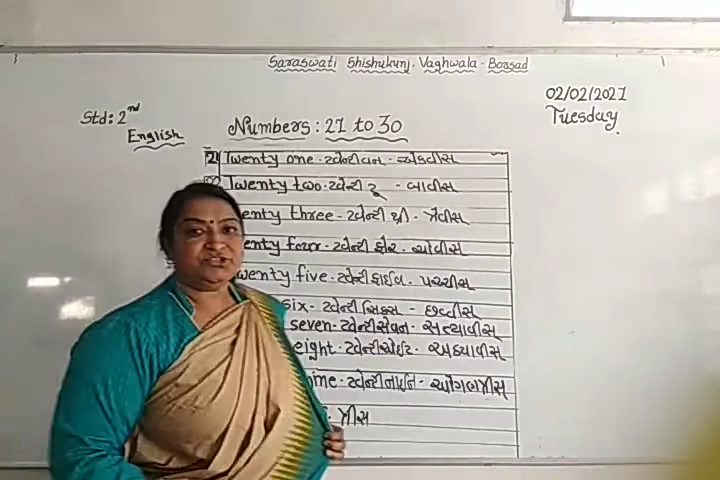 Saraswati Shishukunj. Vaghwala - Borsad
02/02/2021
Tuesday
Std: 2nd
English
Numbers: 21 to 30
21 Twenty one - ટ્વેન્ટી વન - એકવીસ
22 Twenty two - ટ્વેન્ટી ટૂ - બાવીસ
enty three - ટ્વેન્ટી થ્રી - ત્રેવીસ
enty four - ટ્વેન્ટી ફોર - ચોવીસ
wenty five - ટ્વેન્ટી ફાઈવ - પચ્ચીસ
six - ટ્વેન્ટી સિક્સ - છવ્વીસ
seven - ટ્વેન્ટી સેવન - સત્યાવીસ
eight - ટ્વેન્ટી એઈટ - અઠ્યાવીસ
nine - ટ્વેન્ટી નાઈન - ઓગણત્રીસ
ત્રીસ